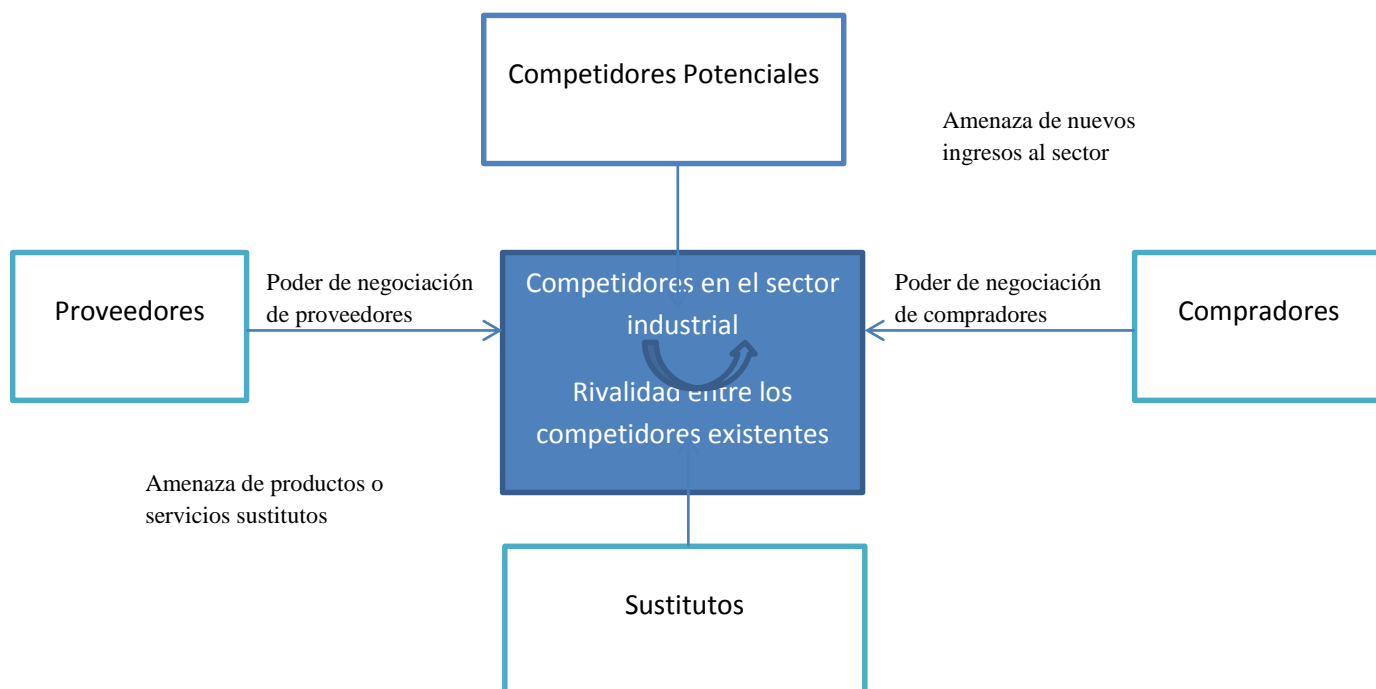 Competidores Potenciales
Amenaza de nuevos
ingresos al sector
Proveedores
Poder de negociación
de proveedores
Competidores en el sector
industrial
Rivalidad entre los
competidores existentes
Poder de negociación
de compradores
Compradores
Amenaza de productos o
servicios sustitutos
Sustitutos